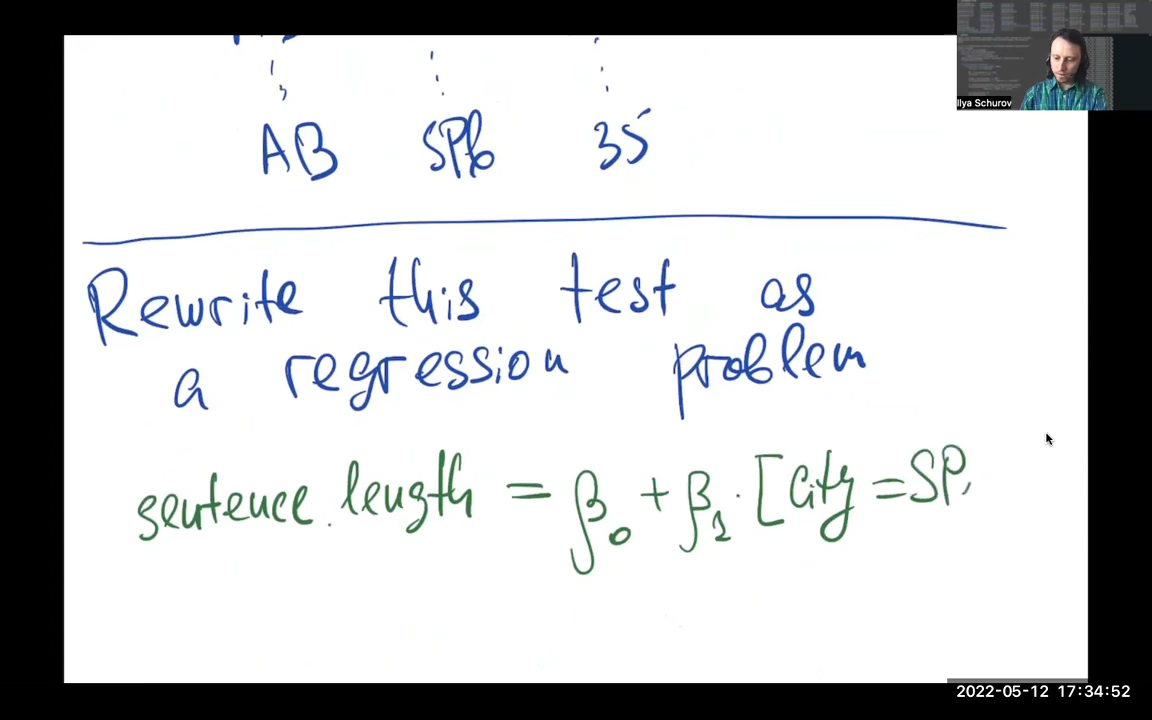 Ilya Schurov
AB SPb 35
Rewrite this test as
a regression problem
sentence.length = β₀ + β₁ · [City = SP
2022-05-12 17:34:52